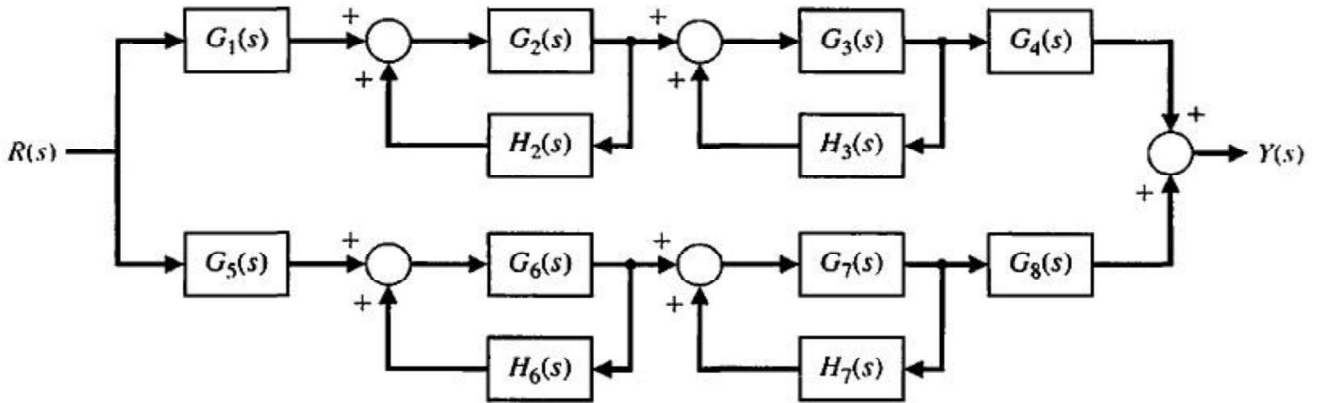 G1(s) + + G2(s) + + G3(s) G4(s)
+
H2(s) H3(s)
R(s) Y(s)
+
G5(s) + + G6(s) + + G7(s) G8(s)
H6(s) H7(s)